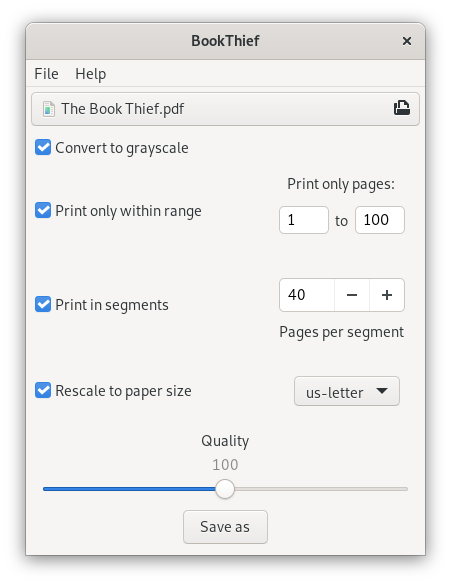 BookThief
File Help
The Book Thief.pdf
Convert to grayscale
Print only pages:
Print only within range 1 to 100
Print in segments 40
Pages per segment
Rescale to paper size us-letter
Quality
100
Save as